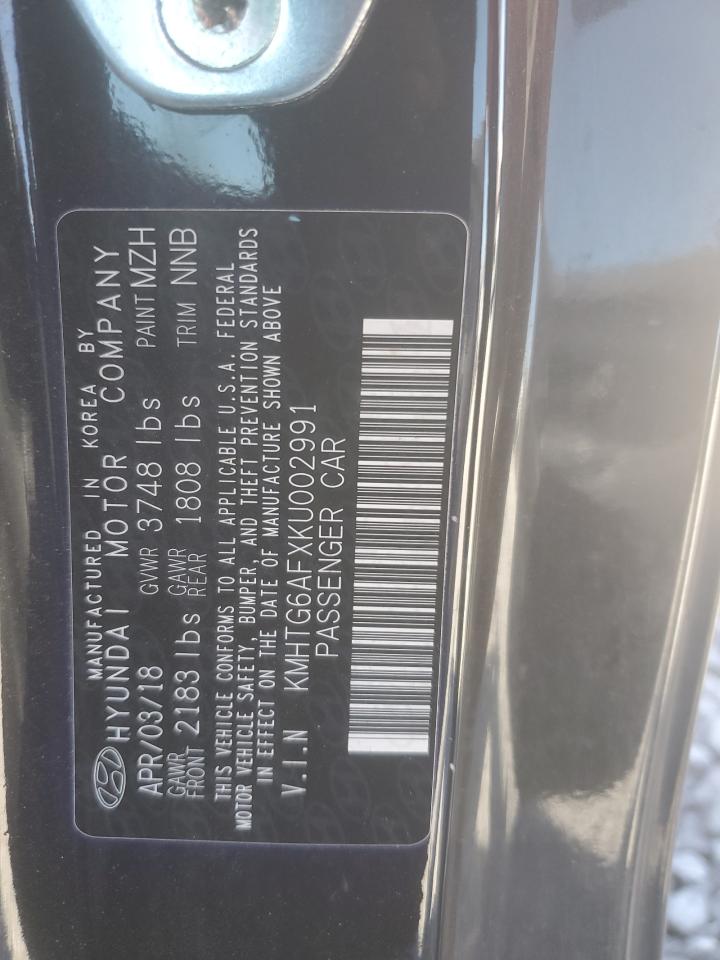 MANUFACTURED IN KOREA BY
HYUNDAI MOTOR COMPANY
APR/03/18 GVWR 3748 lbs PAINT MZH
GAWR FRONT 2183 lbs GAWR REAR 1808 lbs TRIM NNB
THIS VEHICLE CONFORMS TO ALL APPLICABLE U.S.A. FEDERAL
MOTOR VEHICLE SAFETY, BUMPER, AND THEFT PREVENTION STANDARDS
IN EFFECT ON THE DATE OF MANUFACTURE SHOWN ABOVE
V.I.N KMHTG6AFXKU002991
PASSENGER CAR